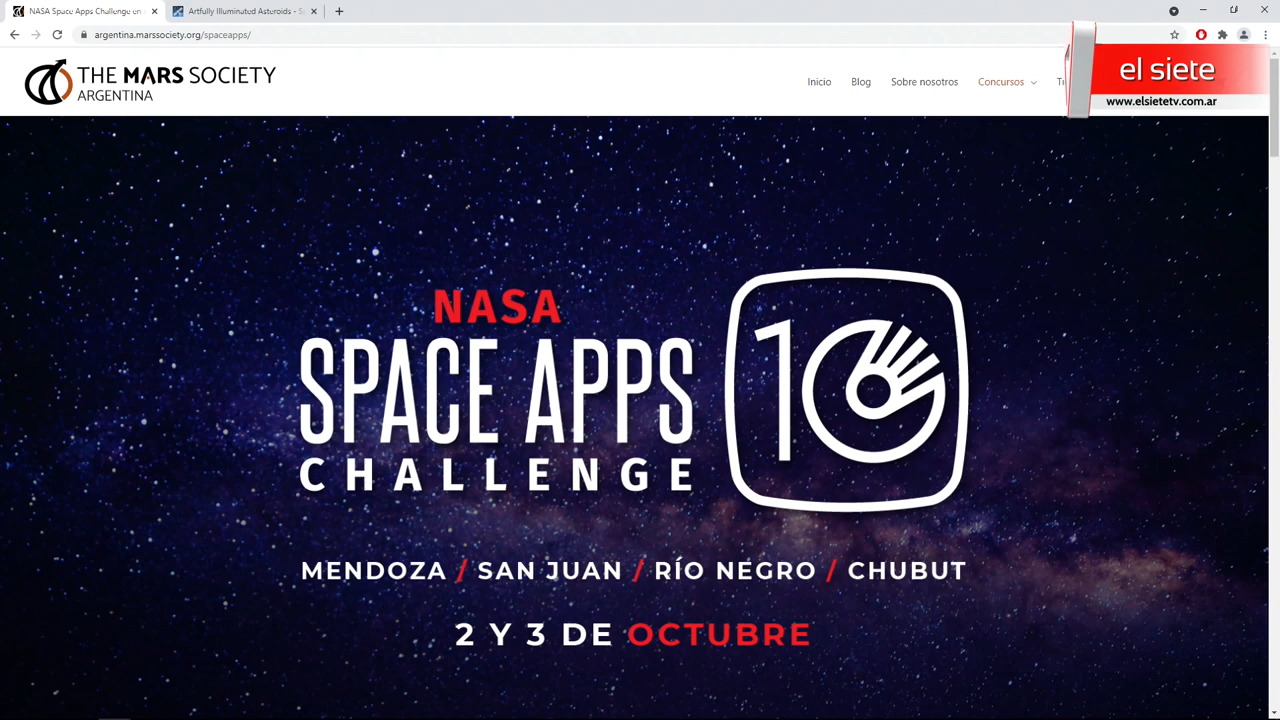 NASA Space Apps Challenge en
Artfully Illuminated Asteroids - S
argentina.marssociety.org/spaceapps/
THE MARS SOCIETY
ARGENTINA
Inicio
Blog
Sobre nosotros
Concursos
el siete
www.elsietetv.com.ar
NASA
SPACE APPS
CHALLENGE
10
MENDOZA / SAN JUAN / RÍO NEGRO / CHUBUT
2 Y 3 DE OCTUBRE